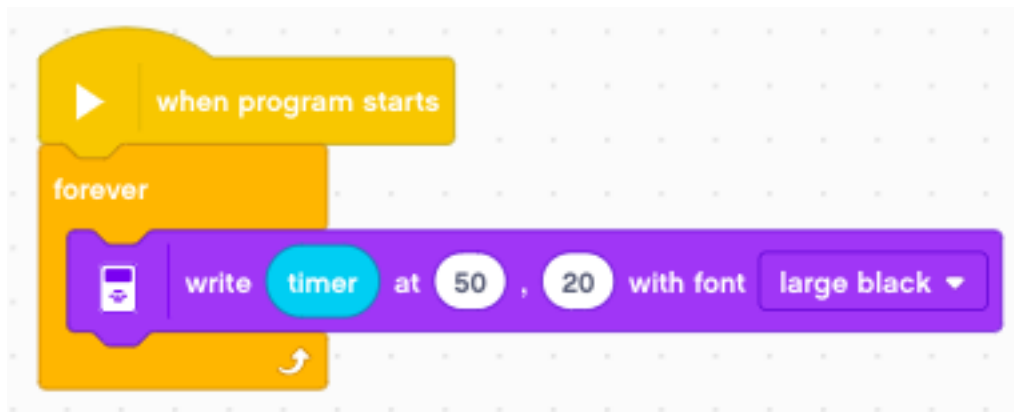 when program starts
forever
write timer at 50 , 20 with font large black